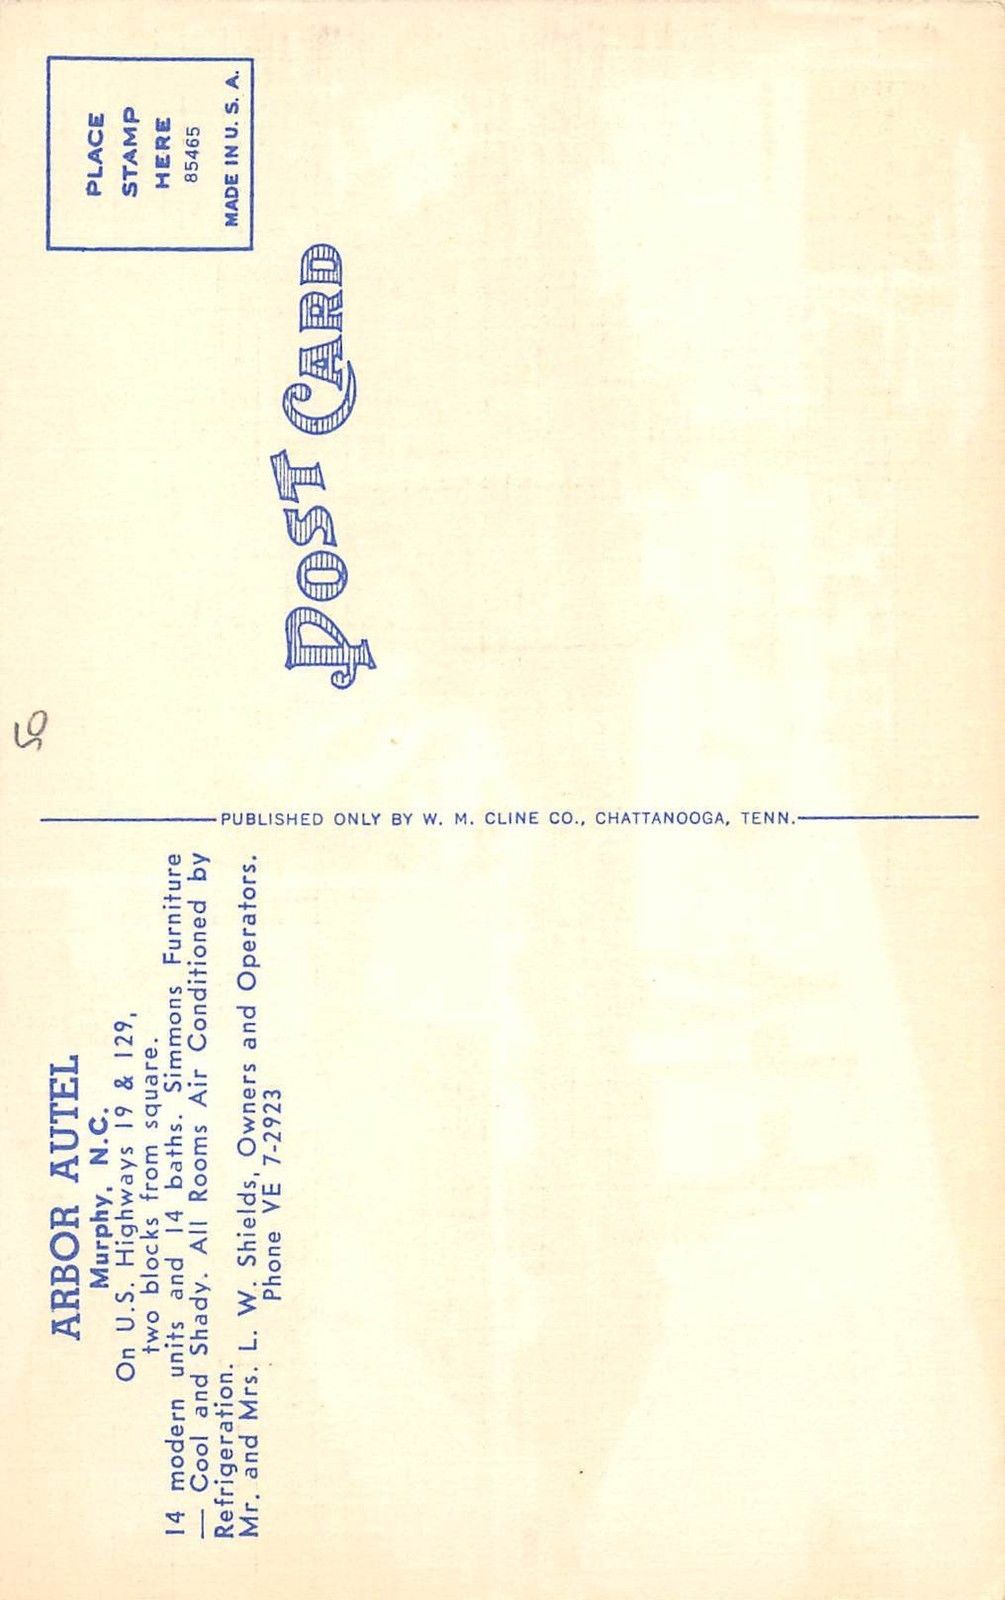 ARBOR AUTEL
Murphy, N.C.
On U.S. Highways 19 & 129,
two blocks from square.
14 modern units and 14 baths. Simmons Furniture
— Cool and Shady. All Rooms Air Conditioned by
Refrigeration.
Mr. and Mrs. L. W. Shields, Owners and Operators.
Phone VE 7-2923
PUBLISHED ONLY BY W. M. CLINE CO., CHATTANOOGA, TENN.
50
POST CARD
PLACE
STAMP
HERE
85465
MADE IN U. S. A.